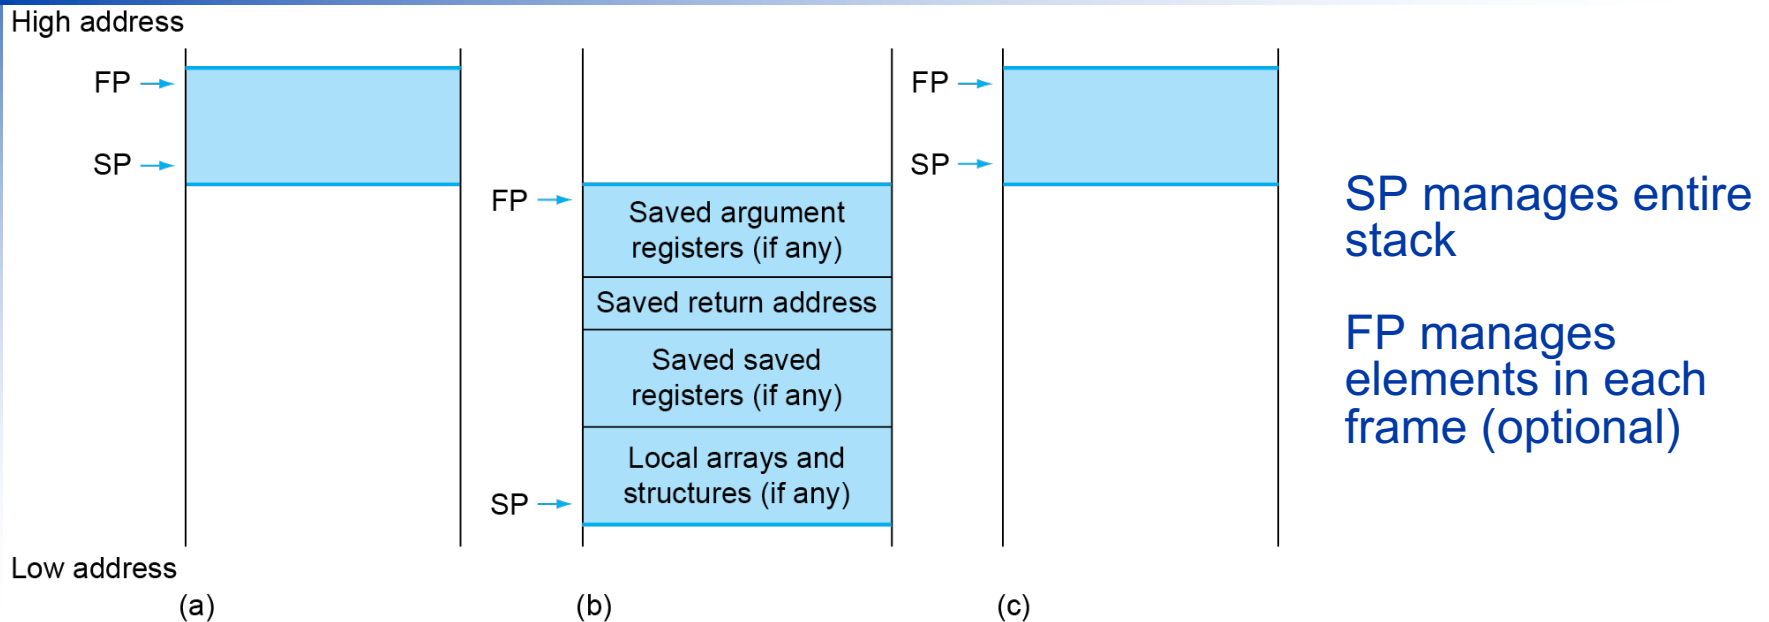 High address
FP
SP
FP
SP
Saved argument
registers (if any)
Saved return address
Saved saved
registers (if any)
Local arrays and
structures (if any)
FP
SP
SP manages entire
stack
FP manages
elements in each
frame (optional)
Low address
(a)
(b)
(c)